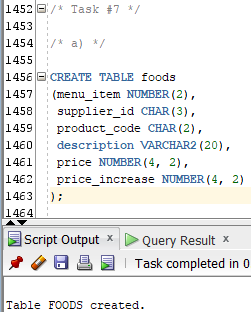 1452 /* Task #7 */
1453
1454 /* a) */
1455
1456 CREATE TABLE foods
1457 (menu_item NUMBER(2),
1458 supplier_id CHAR(3),
1459 product_code CHAR(2),
1460 description VARCHAR2(20),
1461 price NUMBER(4, 2),
1462 price_increase NUMBER(4, 2)
1463 );
1464
Script Output x Query Result x
Task completed in 0
Table FOODS created.